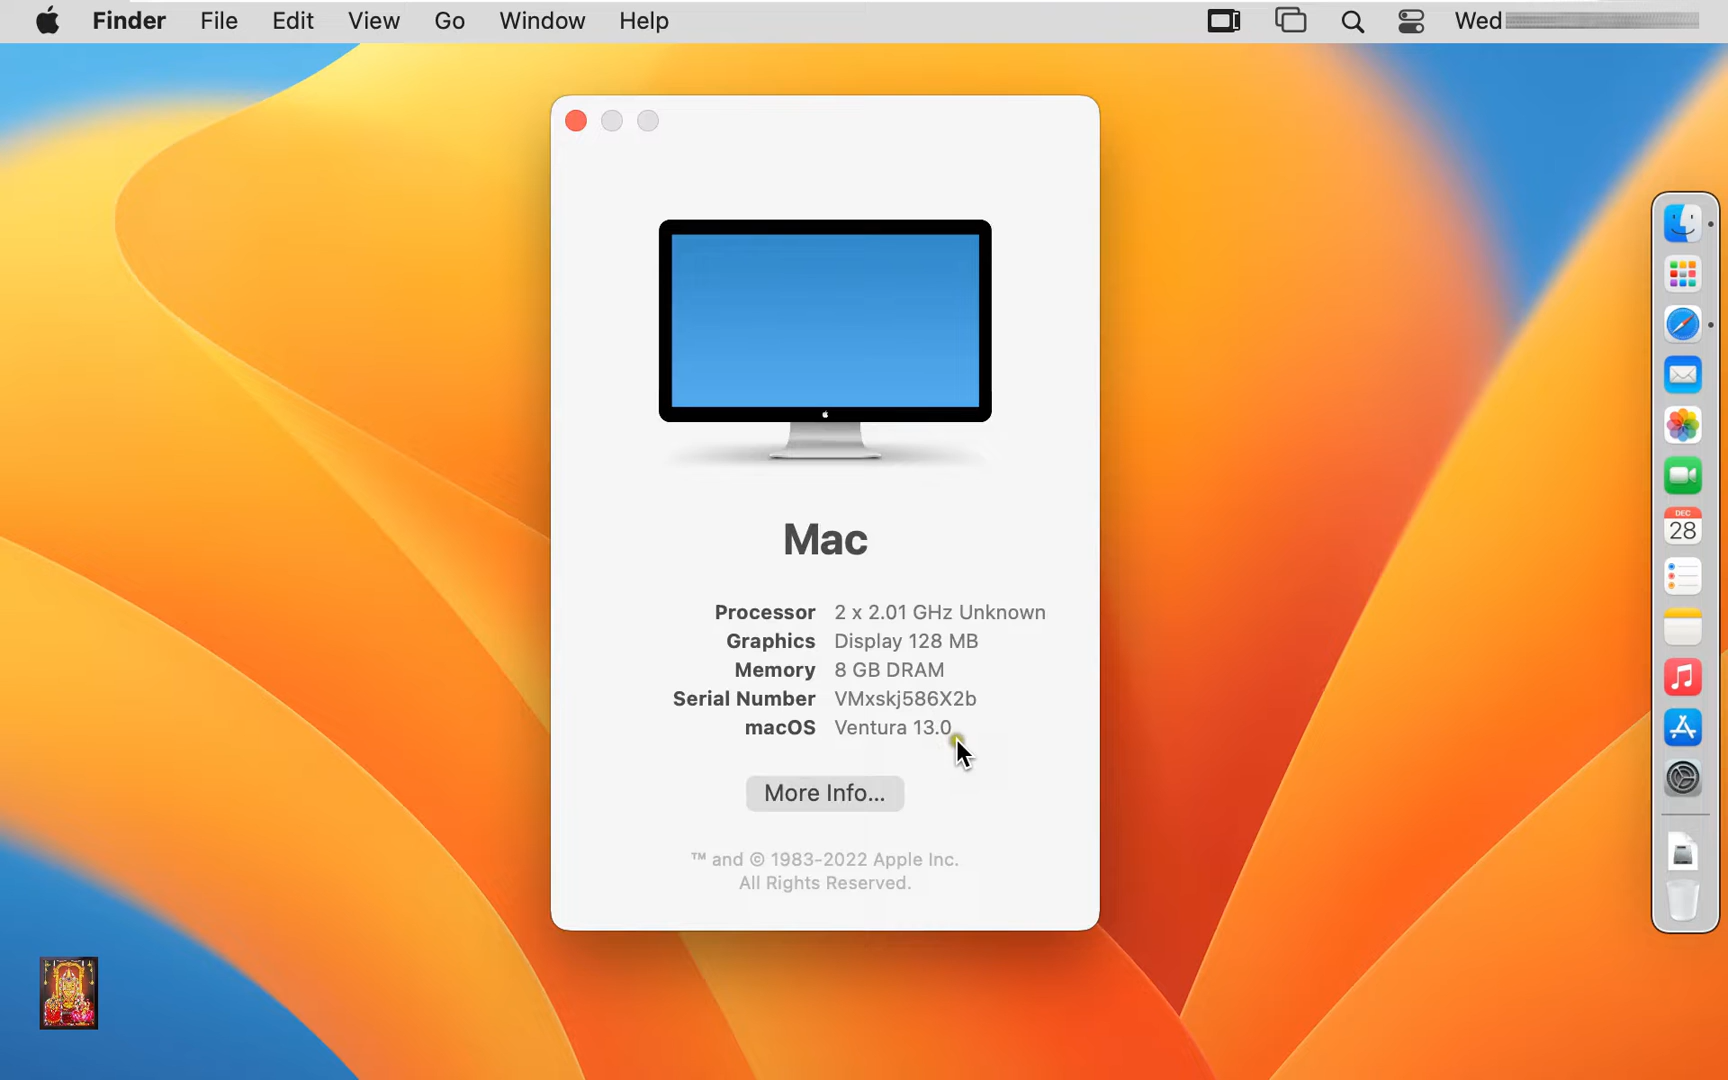 Finder File Edit View Go Window Help Wed
Mac
Processor 2 x 2.01 GHz Unknown
Graphics Display 128 MB
Memory 8 GB DRAM
Serial Number VMxskj586X2b
macOS Ventura 13.0
More Info...
™ and © 1983-2022 Apple Inc.
All Rights Reserved.
DEC
28